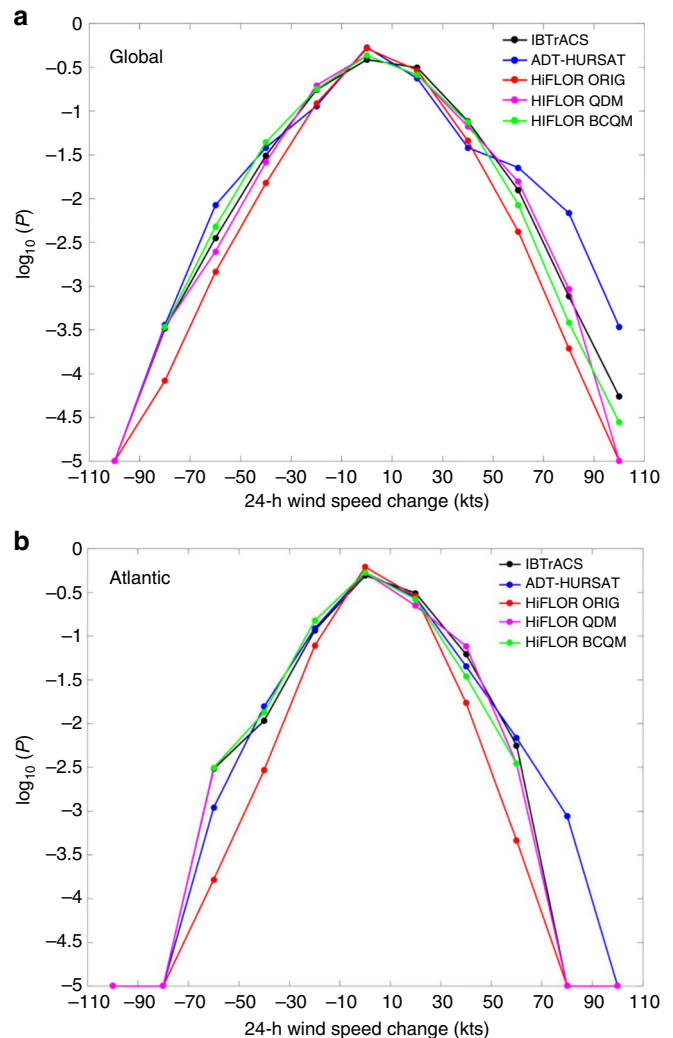 a
Global
IBTrACS
ADT-HURSAT
HiFLOR ORIG
HIFLOR QDM
HIFLOR BCQM
0
–0.5
–1
–1.5
–2
–2.5
–3
–3.5
–4
–4.5
–5
log10 (P)
–110 –90 –70 –50 –30 –10 10 30 50 70 90 110
24-h wind speed change (kts)
b
Atlantic
IBTrACS
ADT-HURSAT
HiFLOR ORIG
HiFLOR QDM
HiFLOR BCQM
0
–0.5
–1
–1.5
–2
–2.5
–3
–3.5
–4
–4.5
–5
log10 (P)
–110 –90 –70 –50 –30 –10 10 30 50 70 90 110
24-h wind speed change (kts)